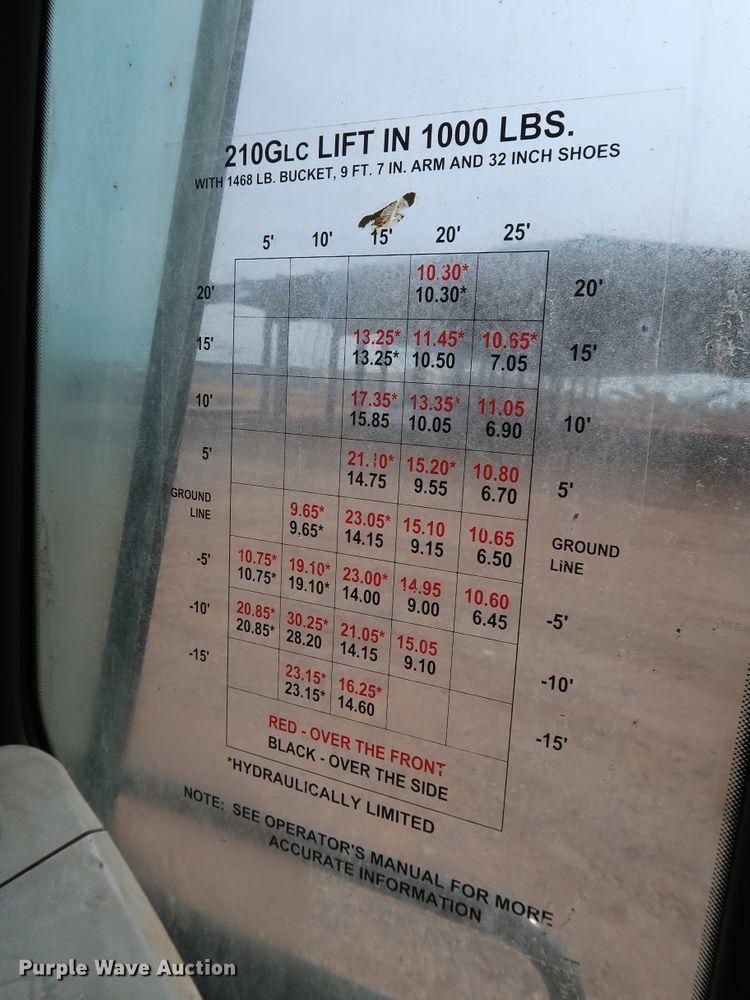 210GLC LIFT IN 1000 LBS.
WITH 1468 LB. BUCKET, 9 FT. 7 IN. ARM AND 32 INCH SHOES
5' 10' 15' 20' 25'
20' 10.30* 20'
10.30*
15' 13.25* 11.45* 10.65* 15'
13.25* 10.50 7.05
10' 17.35* 13.35* 11.05 10'
15.85 10.05 6.90
5' 21.10* 15.20* 10.80 5'
14.75 9.55 6.70
GROUND LINE 9.65* 23.05* 15.10 10.65 GROUND LINE
9.65* 14.15 9.15 6.50
-5' 10.75* 19.10* 23.00* 14.95 10.60 -5'
10.75* 19.10* 14.00 9.00 6.45
-10' 20.85* 30.25* 21.05* 15.05 -10'
20.85* 28.20 14.15 9.10
-15' 23.15* 16.25* -15'
23.15* 14.60
RED - OVER THE FRONT
BLACK - OVER THE SIDE
*HYDRAULICALLY LIMITED
NOTE: SEE OPERATOR'S MANUAL FOR MORE
ACCURATE INFORMATION
Purple Wave Auction